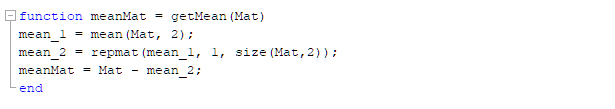 function meanMat = getMean(Mat)
mean_1 = mean(Mat, 2);
mean_2 = repmat(mean_1, 1, size(Mat,2));
meanMat = Mat - mean_2;
end